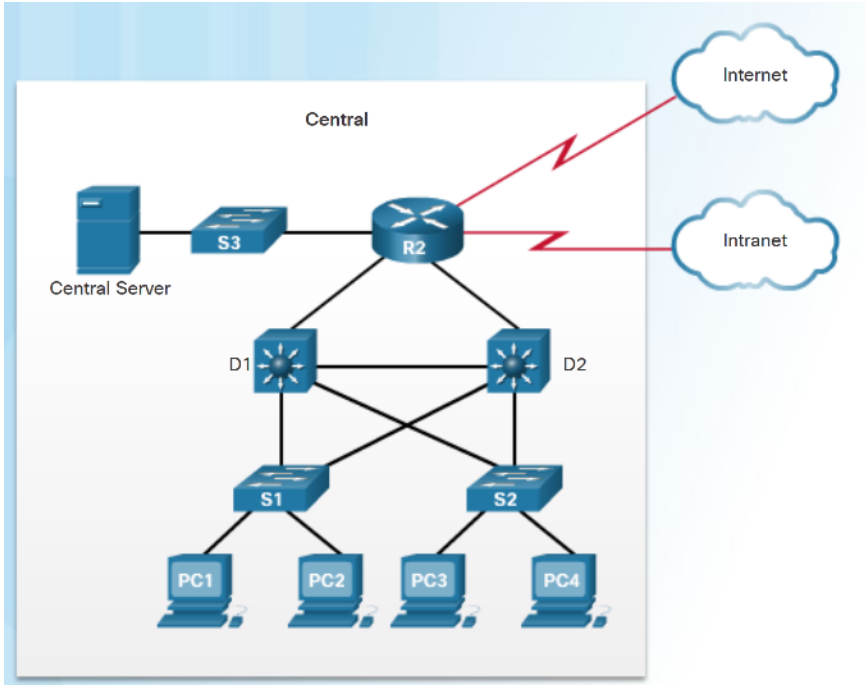 Internet
Central
Intranet
S3
R2
Central Server
D1
D2
S1
S2
PC1
PC2
PC3
PC4